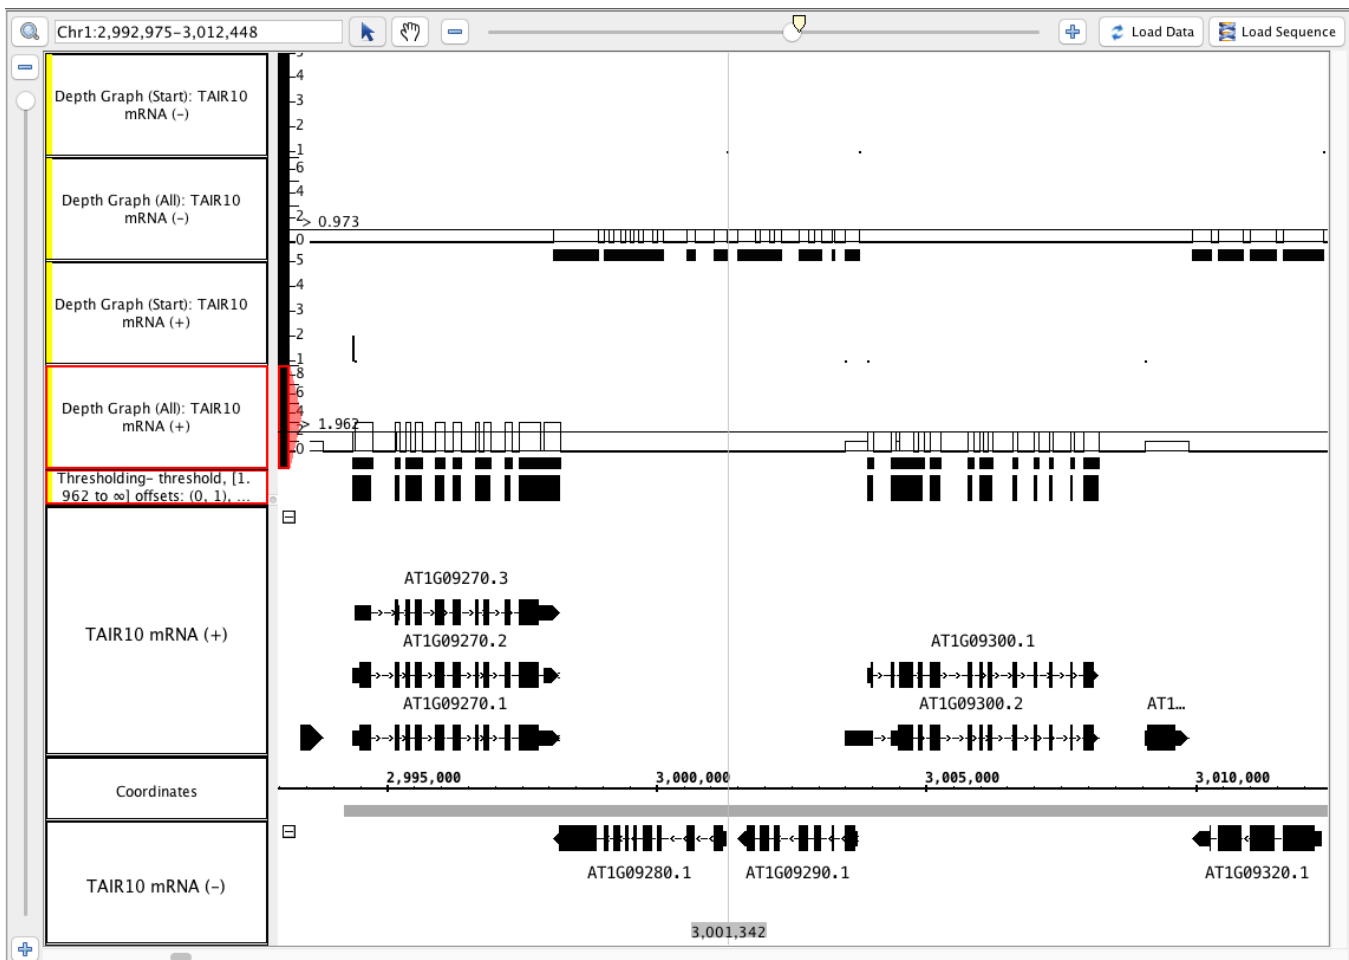 Chr1:2,992,975-3,012,448
Load Data
Load Sequence
Depth Graph (Start): TAIR10
mRNA (-)
4
3
2
1
Depth Graph (All): TAIR10
mRNA (-)
6
4
2
0
> 0.973
Depth Graph (Start): TAIR10
mRNA (+)
5
4
3
2
1
Depth Graph (All): TAIR10
mRNA (+)
8
6
4
2
0
> 1.962
Thresholding- threshold, [1.
962 to ∞] offsets: (0, 1), ...
TAIR10 mRNA (+)
AT1G09270.3
AT1G09270.2
AT1G09300.1
AT1G09270.1
AT1G09300.2
AT1...
Coordinates
2,995,000
3,000,000
3,005,000
3,010,000
TAIR10 mRNA (-)
AT1G09280.1
AT1G09290.1
AT1G09320.1
3,001,342